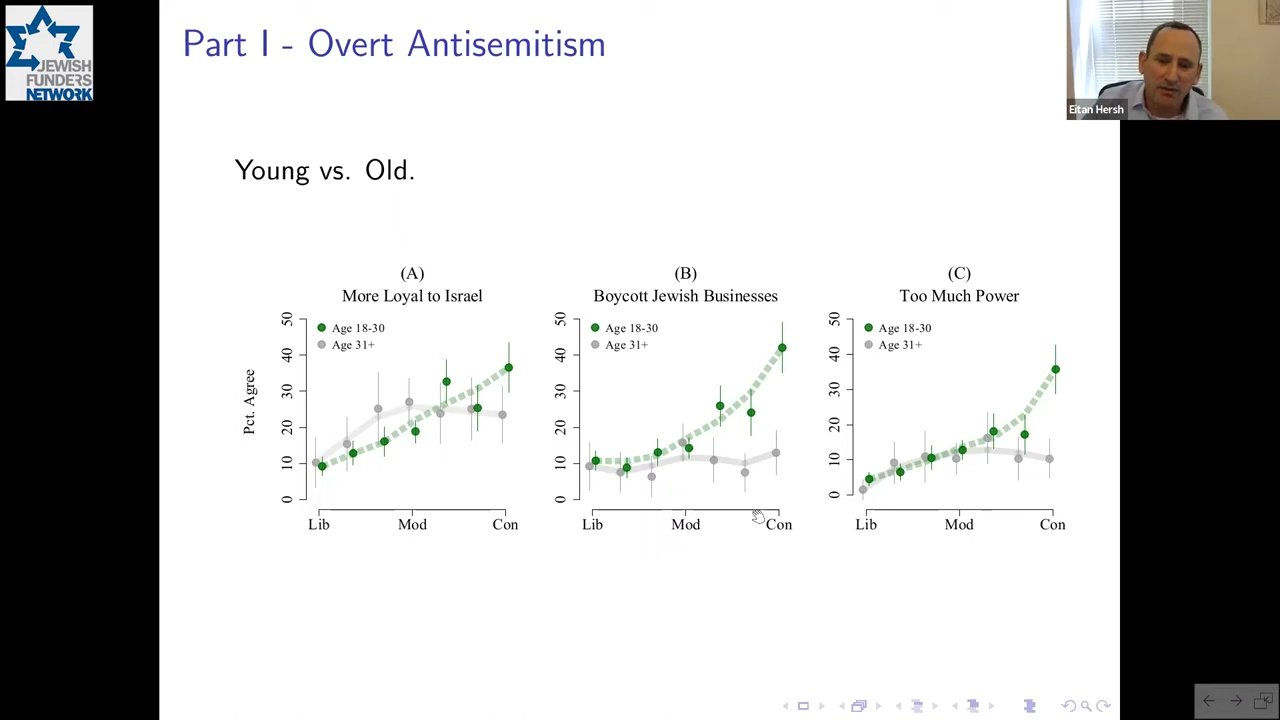 JEWISH
FUNDERS
NETWORK
Part I - Overt Antisemitism
Eitan Hersh
Young vs. Old.
(A)
More Loyal to Israel
Age 18-30
Age 31+
Pct. Agree
50
40
30
20
10
0
Lib Mod Con
(B)
Boycott Jewish Businesses
Age 18-30
Age 31+
50
40
30
20
10
0
Lib Mod Con
(C)
Too Much Power
Age 18-30
Age 31+
50
40
30
20
10
0
Lib Mod Con